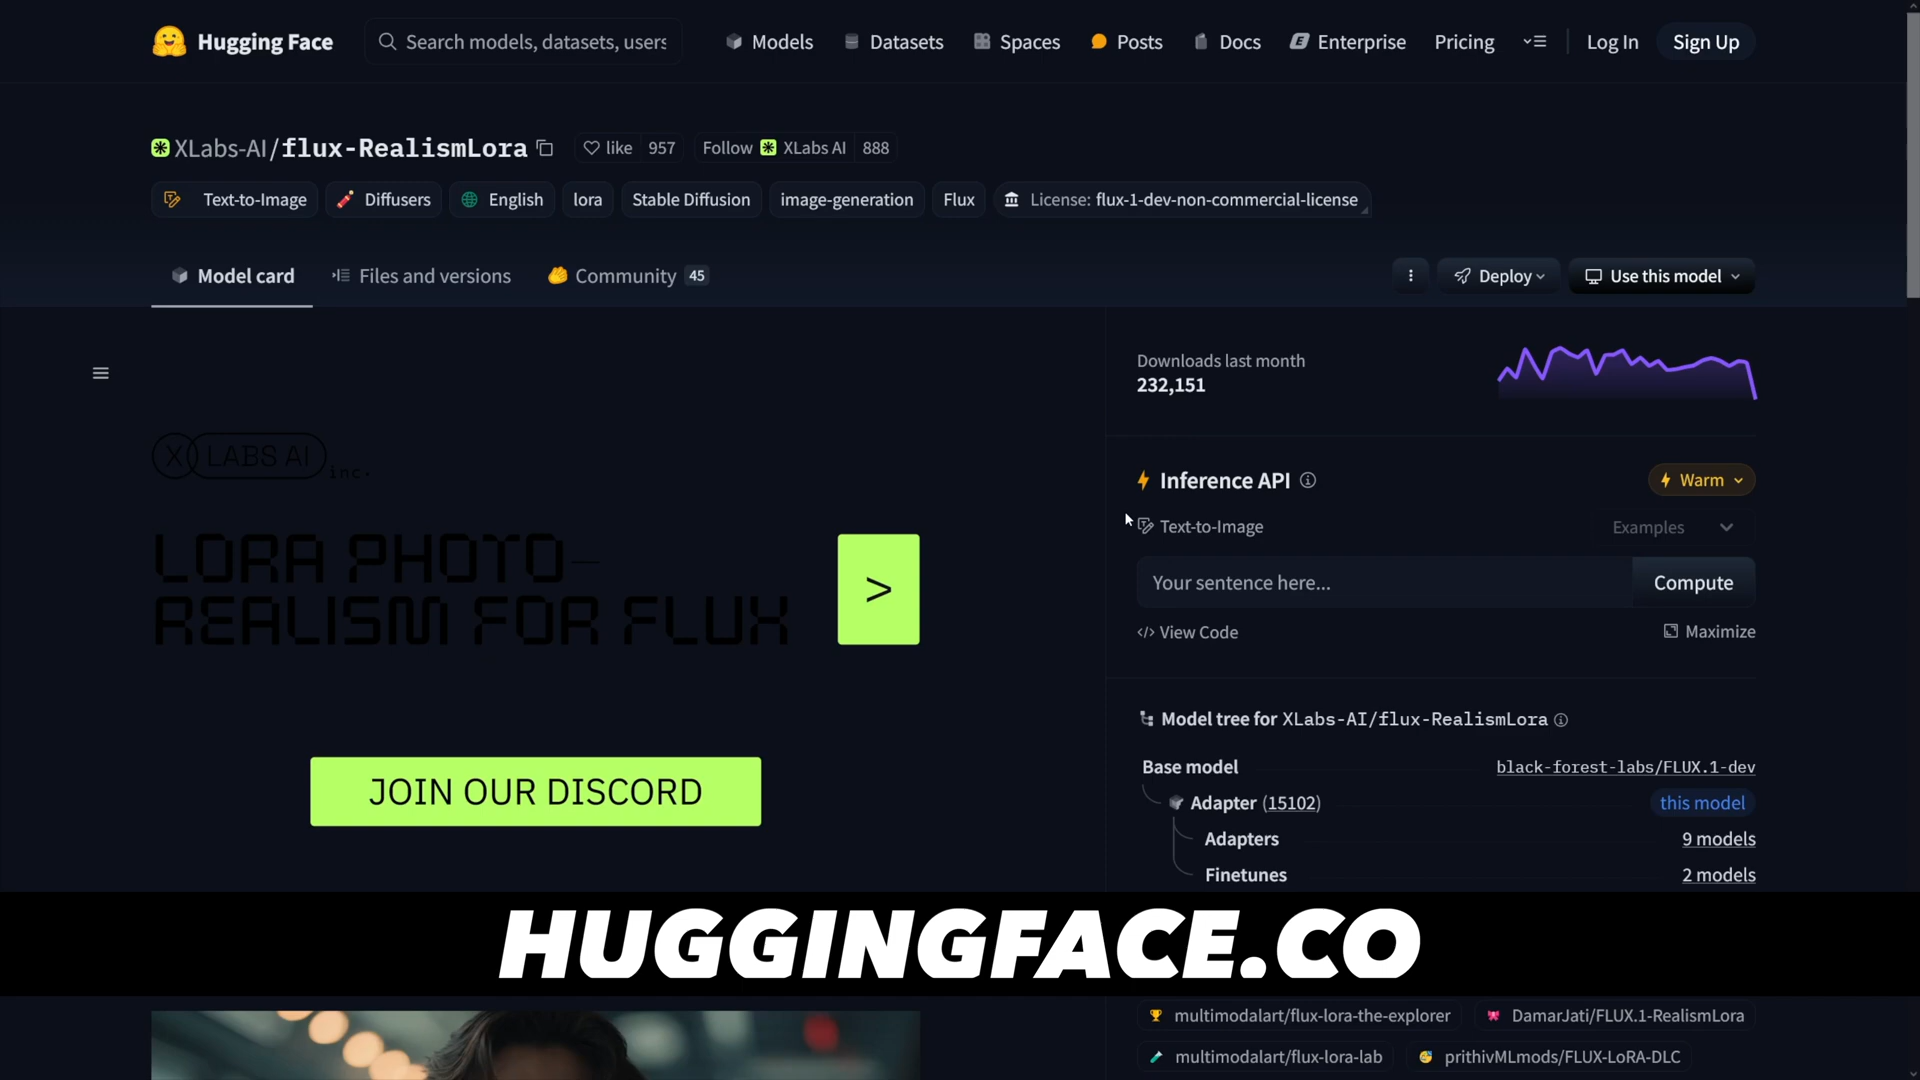 Hugging Face
Search models, datasets, users
Models
Datasets
Spaces
Posts
Docs
Enterprise
Pricing
Log In
Sign Up
XLabs-AI/flux-RealismLora
like 957
Follow XLabs AI 888
Text-to-Image
Diffusers
English
lora
Stable Diffusion
image-generation
Flux
License: flux-1-dev-non-commercial-license
Model card
Files and versions
Community 45
Deploy
Use this model
Downloads last month
232,151
X LABS AI inc.
LORA PHOTO-
REALISM FOR FLUX
>
JOIN OUR DISCORD
Inference API
Warm
Text-to-Image
Examples
Your sentence here...
Compute
</> View Code
Maximize
Model tree for XLabs-AI/flux-RealismLora
Base model
black-forest-labs/FLUX.1-dev
Adapter (15102)
this model
Adapters
9 models
Finetunes
2 models
HUGGINGFACE.CO
multimodalart/flux-lora-the-explorer
DamarJati/FLUX.1-RealismLora
multimodalart/flux-lora-lab
prithivMLmods/FLUX-LoRA-DLC